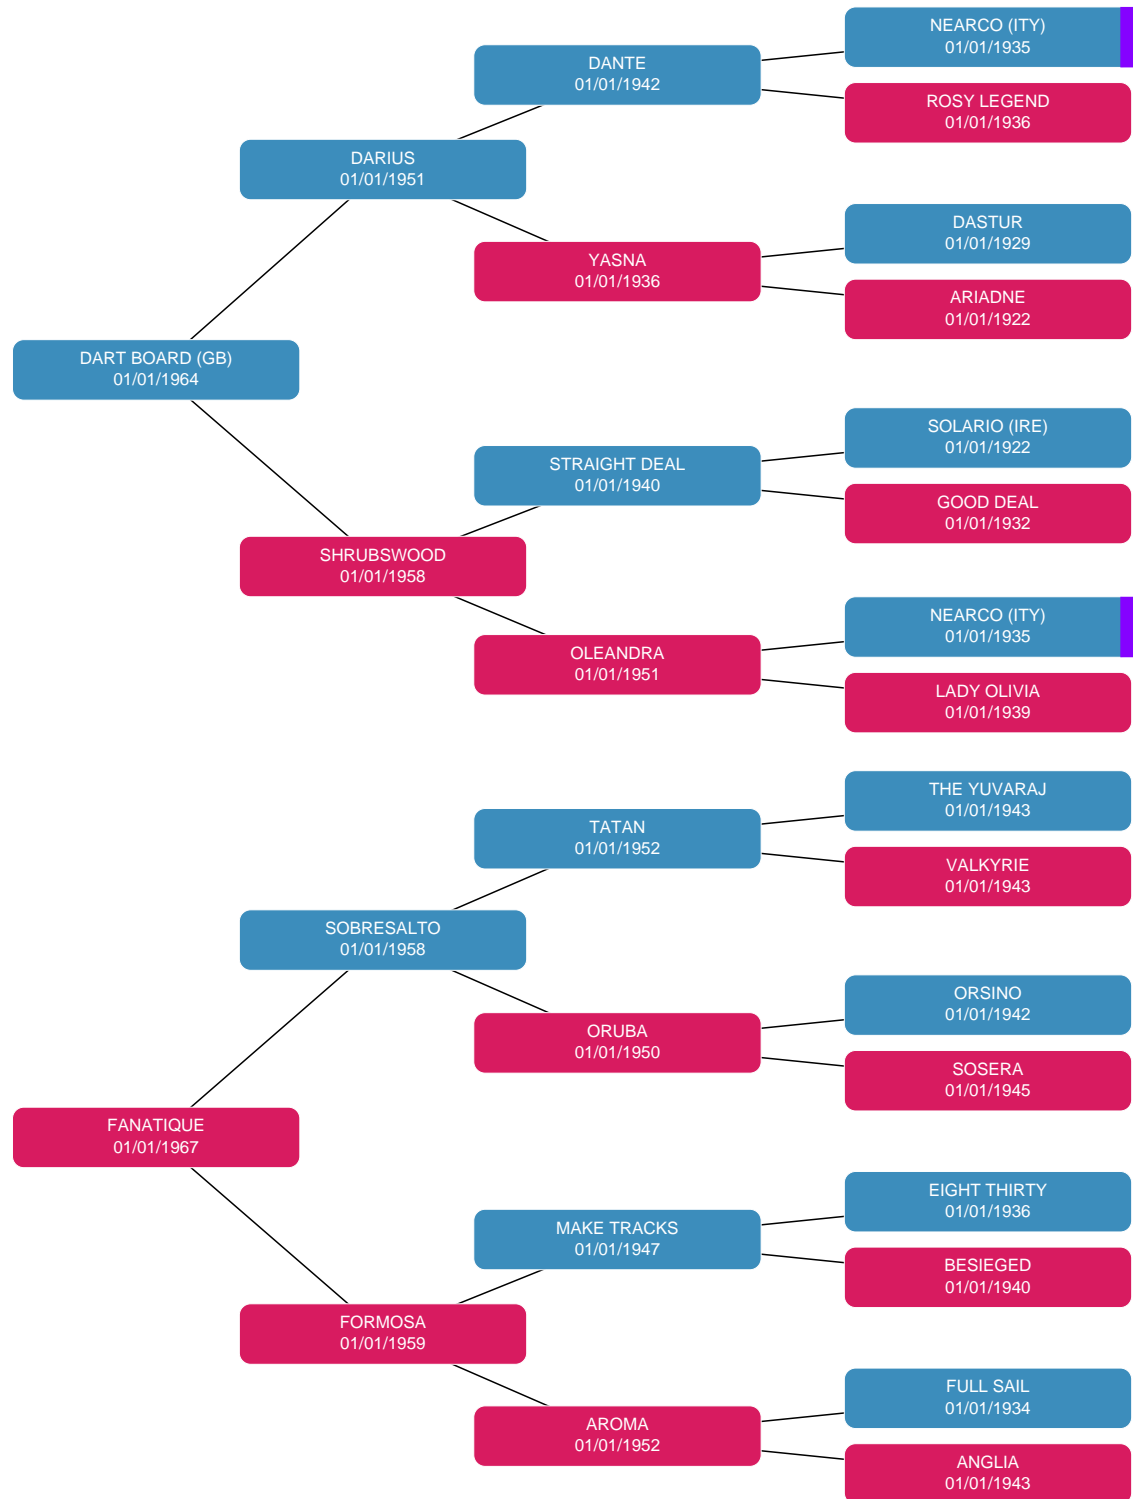 NEARCO (ITY)
01/01/1935
DANTE
01/01/1942
ROSY LEGEND
01/01/1936
DARIUS
01/01/1951
DASTUR
01/01/1929
YASNA
01/01/1936
ARIADNE
01/01/1922
DART BOARD (GB)
01/01/1964
SOLARIO (IRE)
01/01/1922
STRAIGHT DEAL
01/01/1940
GOOD DEAL
01/01/1932
SHRUBSWOOD
01/01/1958
NEARCO (ITY)
01/01/1935
OLEANDRA
01/01/1951
LADY OLIVIA
01/01/1939
THE YUVARAJ
01/01/1943
TATAN
01/01/1952
VALKYRIE
01/01/1943
SOBRESALTO
01/01/1958
ORSINO
01/01/1942
ORUBA
01/01/1950
SOSERA
01/01/1945
FANATIQUE
01/01/1967
EIGHT THIRTY
01/01/1936
MAKE TRACKS
01/01/1947
BESIEGED
01/01/1940
FORMOSA
01/01/1959
FULL SAIL
01/01/1934
AROMA
01/01/1952
ANGLIA
01/01/1943